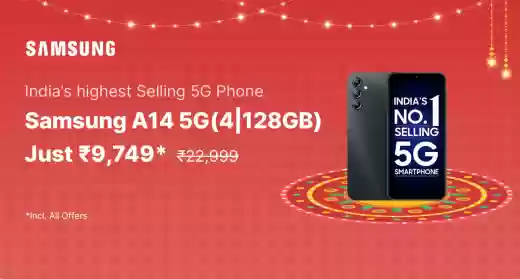 SAMSUNG
India's highest Selling 5G Phone
Samsung A14 5G(4|128GB)
Just ₹9,749* ₹22,999
*Incl. All Offers
INDIA'S
NO.1
SELLING
5G
SMARTPHONE